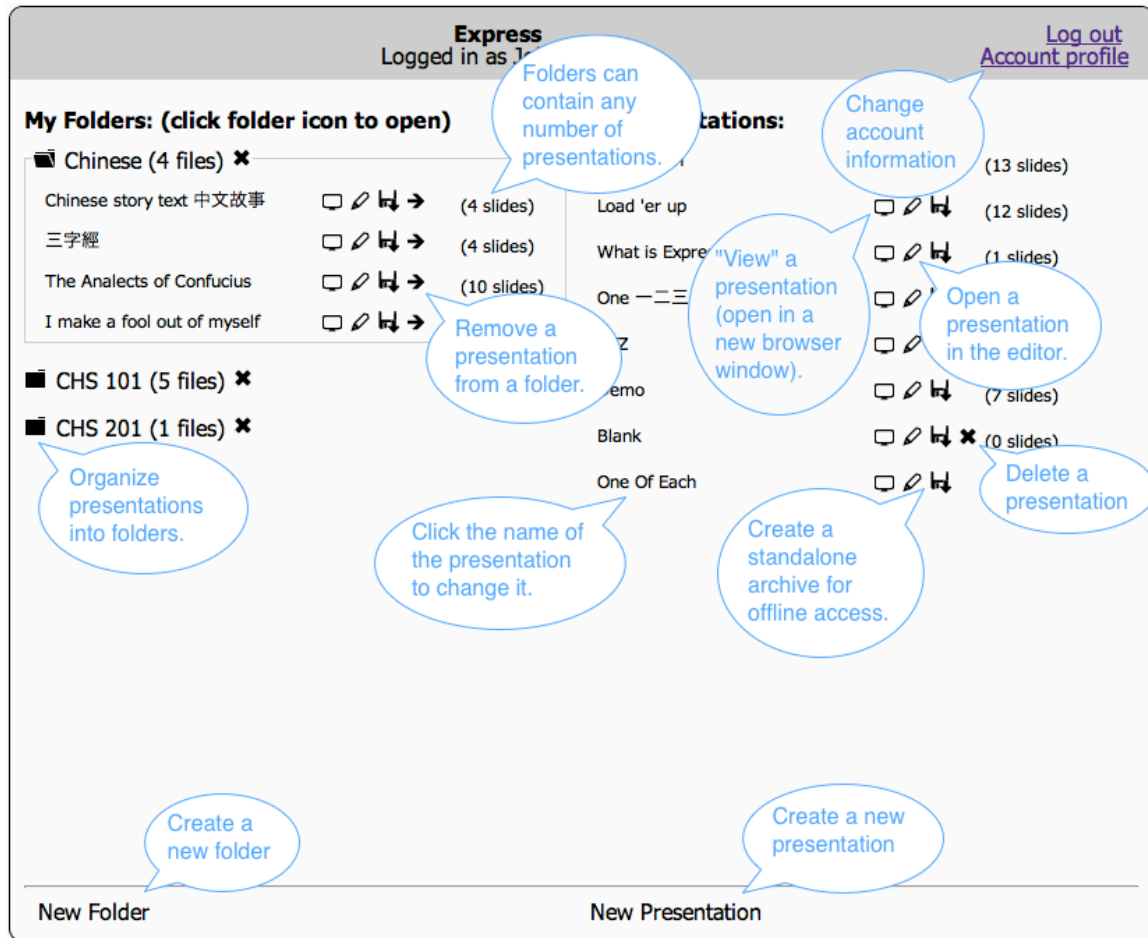 Express
Logged in as
Log out
Account profile
Folders can
contain any
number of
presentations.
Change
account
information
My Folders: (click folder icon to open)
Chinese (4 files)
Chinese story text 中文故事
(4 slides)
三字經
(4 slides)
The Analects of Confucius
(10 slides)
I make a fool out of myself
Remove a
presentation
from a folder.
CHS 101 (5 files)
CHS 201 (1 files)
Organize
presentations
into folders.
(13 slides)
Load 'er up
(12 slides)
What is
(1 slides)
One 一二三
"View" a
presentation
(open in a
new browser
window).
Open a
presentation
in the editor.
Demo
(7 slides)
Blank
(0 slides)
One Of Each
Delete a
presentation
Click the name of
the presentation
to change it.
Create a
standalone
archive for
offline access.
Create a
new folder
Create a new
presentation
New Folder
New Presentation